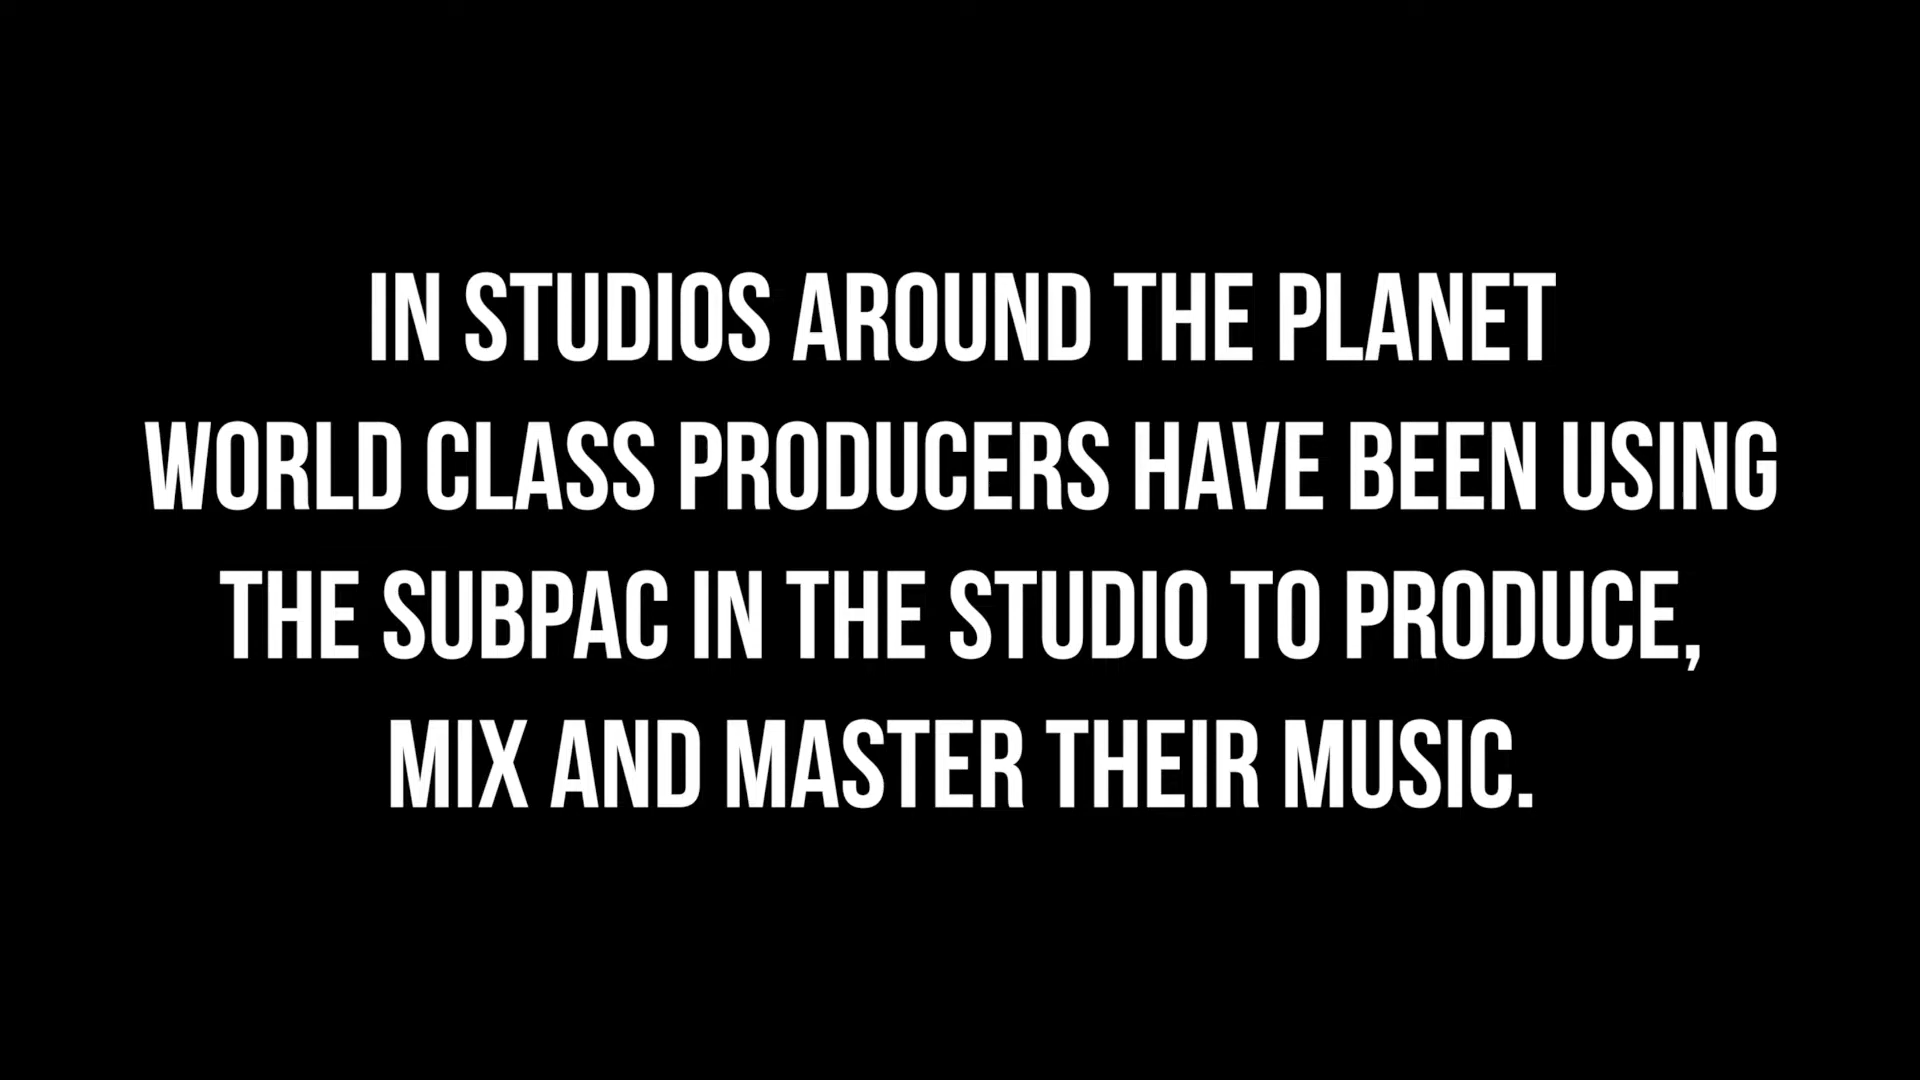 IN STUDIOS AROUND THE PLANET
WORLD CLASS PRODUCERS HAVE BEEN USING
THE SUBPAC IN THE STUDIO TO PRODUCE,
MIX AND MASTER THEIR MUSIC.